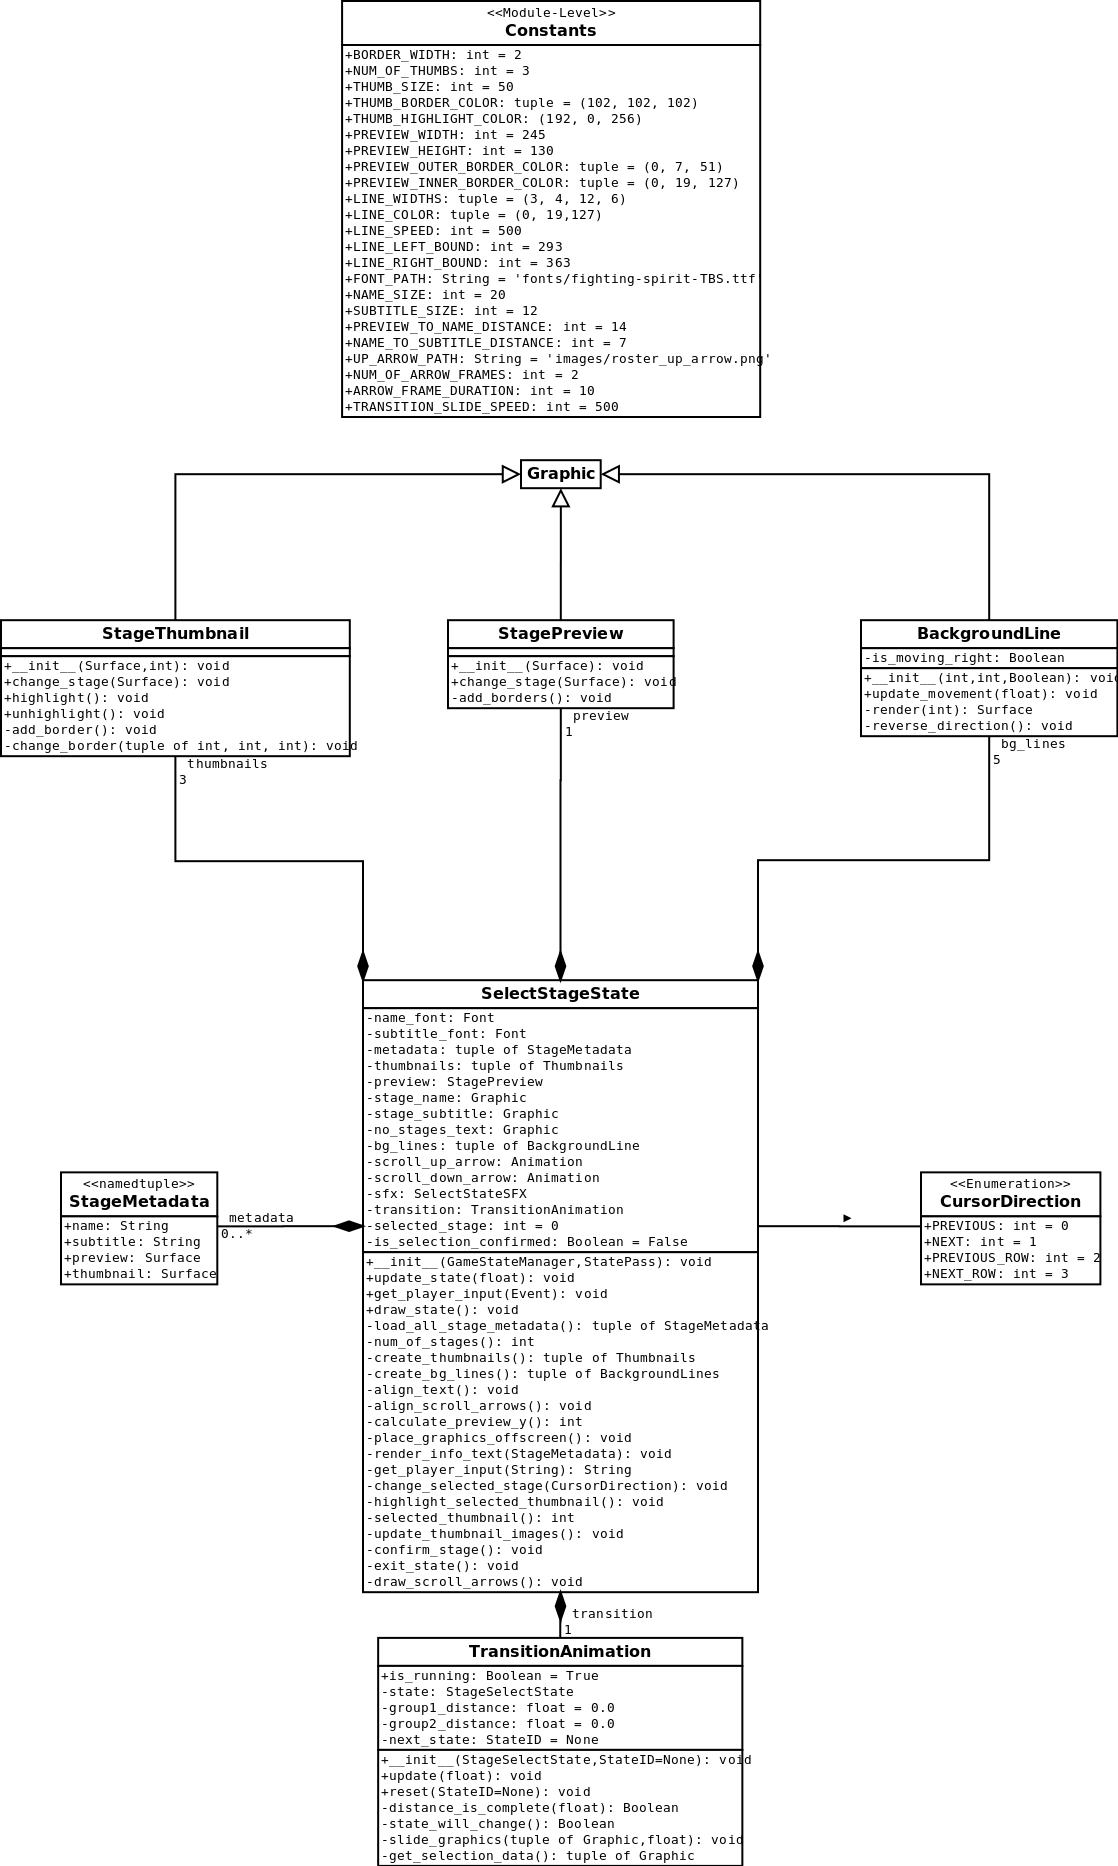 <<Module-Level>>
Constants
+BORDER_WIDTH: int = 2
+NUM_OF_THUMBS: int = 3
+THUMB_SIZE: int = 50
+THUMB_BORDER_COLOR: tuple = (102, 102, 102)
+THUMB_HIGHLIGHT_COLOR: (192, 0, 256)
+PREVIEW_WIDTH: int = 245
+PREVIEW_HEIGHT: int = 130
+PREVIEW_OUTER_BORDER_COLOR: tuple = (0, 7, 51)
+PREVIEW_INNER_BORDER_COLOR: tuple = (0, 19, 127)
+LINE_WIDTHS: tuple = (3, 4, 12, 6)
+LINE_COLOR: tuple = (0, 19,127)
+LINE_SPEED: int = 500
+LINE_LEFT_BOUND: int = 293
+LINE_RIGHT_BOUND: int = 363
+FONT_PATH: String = 'fonts/fighting-spirit-TBS.ttf'
+NAME_SIZE: int = 20
+SUBTITLE_SIZE: int = 12
+PREVIEW_TO_NAME_DISTANCE: int = 14
+NAME_TO_SUBTITLE_DISTANCE: int = 7
+UP_ARROW_PATH: String = 'images/roster_up_arrow.png'
+NUM_OF_ARROW_FRAMES: int = 2
+ARROW_FRAME_DURATION: int = 10
+TRANSITION_SLIDE_SPEED: int = 500
Graphic
StageThumbnail
+__init__(Surface,int): void
+change_stage(Surface): void
+highlight(): void
+unhighlight(): void
-add_border(): void
-change_border(tuple of int, int, int): void
thumbnails
3
StagePreview
+__init__(Surface): void
+change_stage(Surface): void
-add_borders(): void
preview
1
BackgroundLine
-is_moving_right: Boolean
+__init__(int,int,Boolean): void
+update_movement(float): void
-render(int): Surface
-reverse_direction(): void
bg_lines
5
SelectStageState
-name_font: Font
-subtitle_font: Font
-metadata: tuple of StageMetadata
-thumbnails: tuple of Thumbnails
-preview: StagePreview
-stage_name: Graphic
-stage_subtitle: Graphic
-no_stages_text: Graphic
-bg_lines: tuple of BackgroundLine
-scroll_up_arrow: Animation
-scroll_down_arrow: Animation
-sfx: SelectStateSFX
-transition: TransitionAnimation
-selected_stage: int = 0
-is_selection_confirmed: Boolean = False
+__init__(GameStateManager,StatePass): void
+update_state(float): void
+get_player_input(Event): void
+draw_state(): void
-load_all_stage_metadata(): tuple of StageMetadata
-num_of_stages(): int
-create_thumbnails(): tuple of Thumbnails
-create_bg_lines(): tuple of BackgroundLines
-align_text(): void
-align_scroll_arrows(): void
-calculate_preview_y(): int
-place_graphics_offscreen(): void
-render_info_text(StageMetadata): void
-get_player_input(String): String
-change_selected_stage(CursorDirection): void
-highlight_selected_thumbnail(): void
-selected_thumbnail(): int
-update_thumbnail_images(): void
-confirm_stage(): void
-exit_state(): void
-draw_scroll_arrows(): void
<<namedtuple>>
StageMetadata
+name: String
+subtitle: String
+preview: Surface
+thumbnail: Surface
metadata
0..*
<<Enumeration>>
CursorDirection
+PREVIOUS: int = 0
+NEXT: int = 1
+PREVIOUS_ROW: int = 2
+NEXT_ROW: int = 3
transition
1
TransitionAnimation
+is_running: Boolean = True
-state: StageSelectState
-group1_distance: float = 0.0
-group2_distance: float = 0.0
-next_state: StateID = None
+__init__(StageSelectState,StateID=None): void
+update(float): void
+reset(StateID=None): void
-distance_is_complete(float): Boolean
-state_will_change(): Boolean
-slide_graphics(tuple of Graphic,float): void
-get_selection_data(): tuple of Graphic